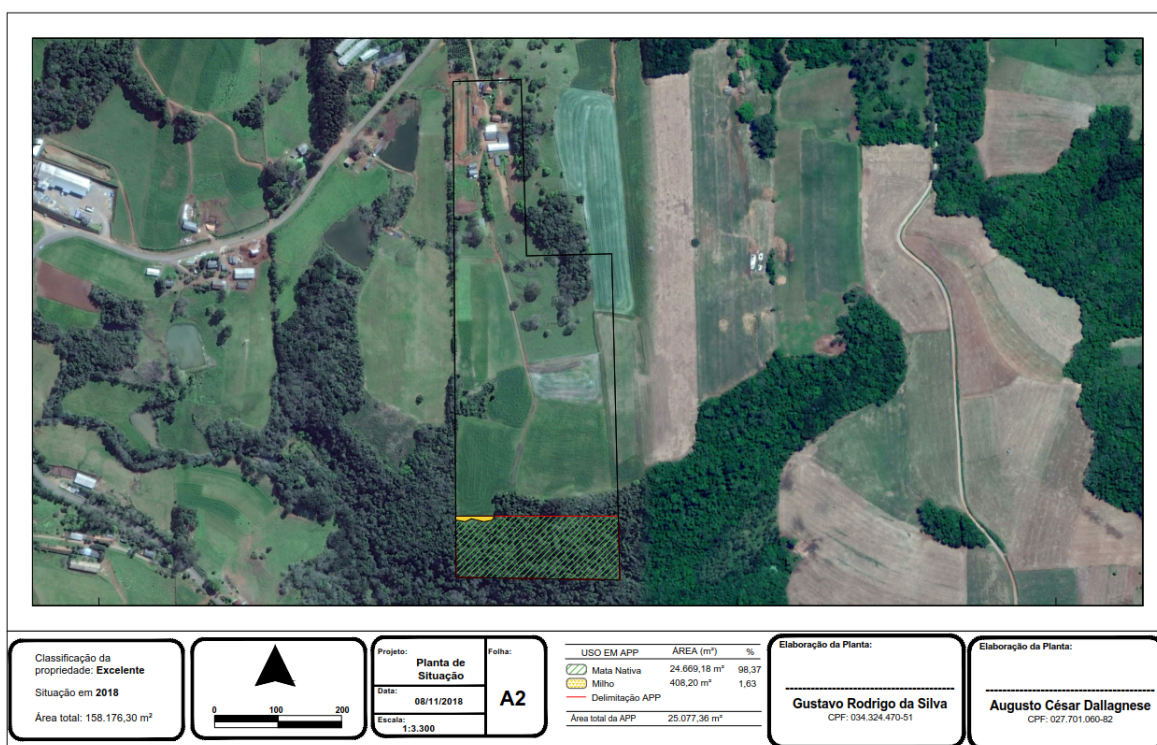 Classificação da
propriedade: Excelente
Situação em 2018
Área total: 158.176,30 m²
0 100 200
Projeto:
Planta de
Situação
Data:
08/11/2018
Escala:
1:3.300
Folha:
A2
USO EM APP ÁREA (m²) %
Mata Nativa 24.669,18 m² 98,37
Milho 408,20 m² 1,63
Delimitação APP
Área total da APP 25.077,36 m²
Elaboração da Planta:
Gustavo Rodrigo da Silva
CPF: 034.324.470-51
Elaboração da Planta:
Augusto César Dallagnese
CPF: 027.701.060-82